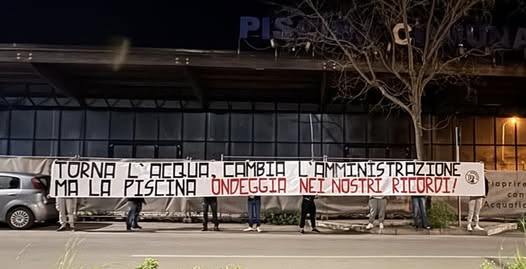 TORNA L'ACQUA, CAMBIA L'AMMINISTRAZIONE
MA LA PISCINA ONDEGGIA NEI NOSTRI RICORDI!